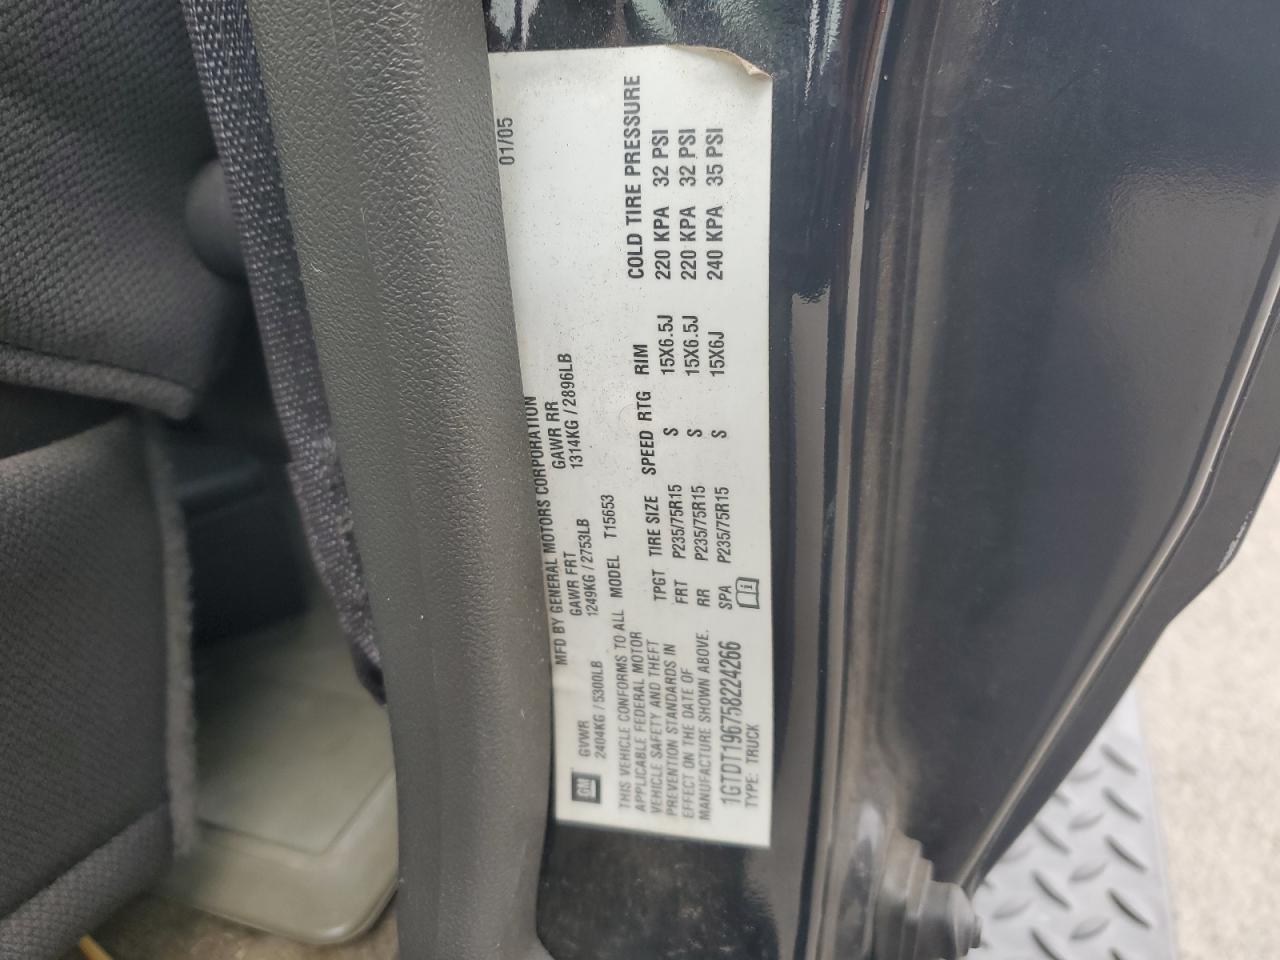 MFD BY GENERAL MOTORS CORPORATION 01/05
GM GVWR GAWR FRT GAWR RR
2404KG/5300LB 1249KG/2753LB 1314KG/2896LB
THIS VEHICLE CONFORMS TO ALL
APPLICABLE FEDERAL MOTOR
VEHICLE SAFETY AND THEFT
PREVENTION STANDARDS IN
EFFECT ON THE DATE OF
MANUFACTURE SHOWN ABOVE.
1GTDT196758224266
TYPE: TRUCK
MODEL T15653
TPGT TIRE SIZE SPEED RTG RIM COLD TIRE PRESSURE
FRT P235/75R15 S 15X6.5J 220 KPA 32 PSI
RR P235/75R15 S 15X6.5J 220 KPA 32 PSI
SPA P235/75R15 S 15X6J 240 KPA 35 PSI
i